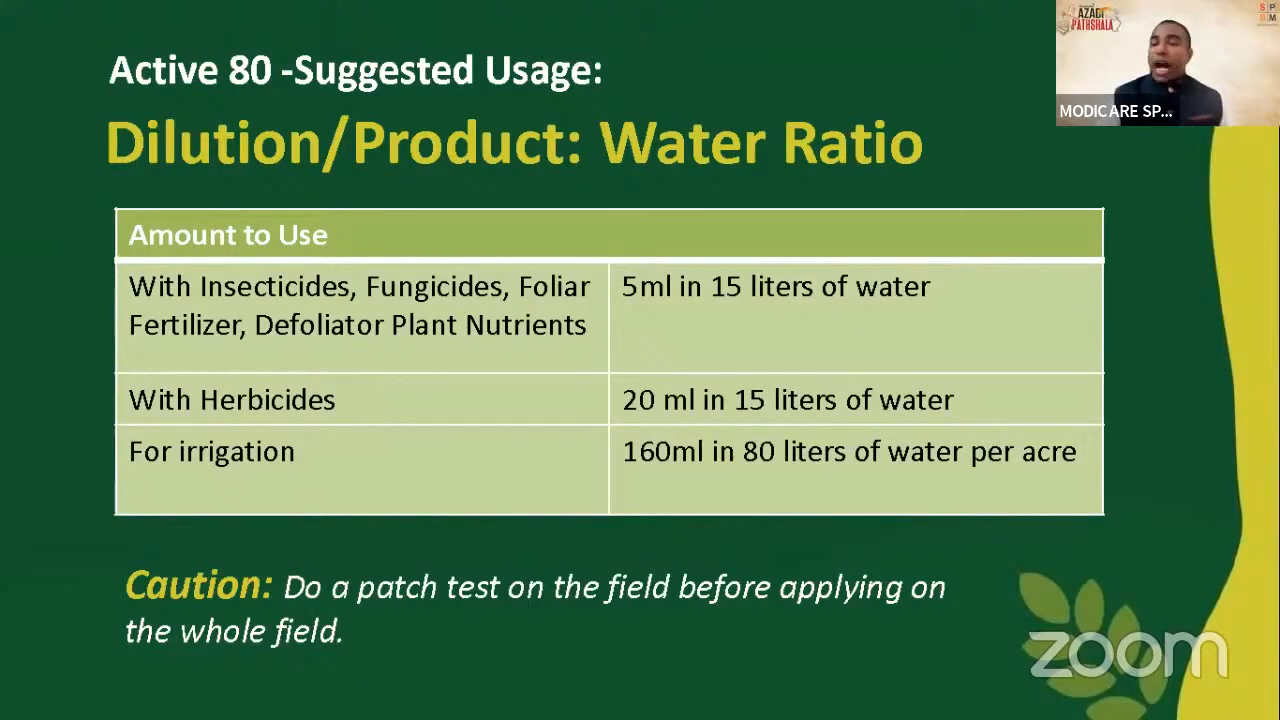 Active 80 -Suggested Usage:
Dilution/Product: Water Ratio
AZADI
PATHSHALA
MODICARE SP...
Amount to Use
With Insecticides, Fungicides, Foliar
Fertilizer, Defoliator Plant Nutrients
5ml in 15 liters of water
With Herbicides
20 ml in 15 liters of water
For irrigation
160ml in 80 liters of water per acre
Caution: Do a patch test on the field before applying on
the whole field.
zoom